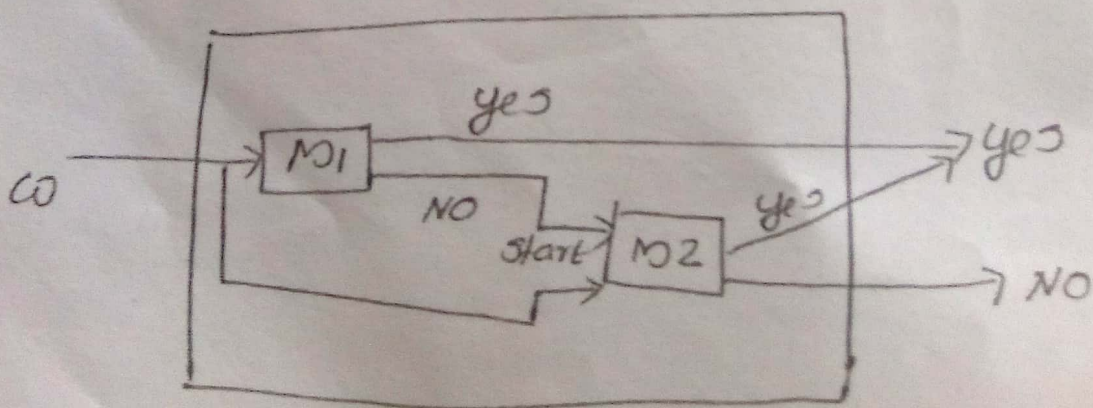 yes
M1
yes
ω
NO
yes
start
M2
NO